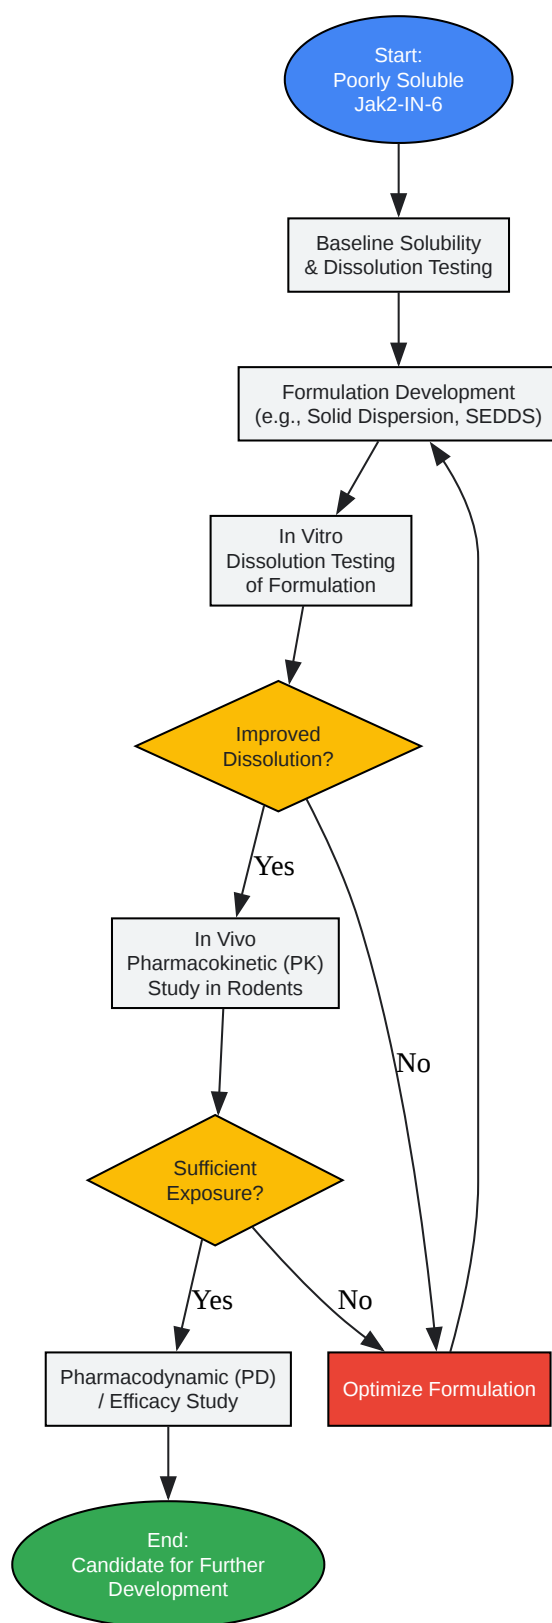 Start:
Poorly Soluble
Jak2-IN-6
Baseline Solubility
& Dissolution Testing
Formulation Development
(e.g., Solid Dispersion, SEDDS)
In Vitro
Dissolution Testing
of Formulation
Improved
Dissolution?
Yes
In Vivo
Pharmacokinetic (PK)
Study in Rodents
No
Sufficient
Exposure?
Yes
No
Pharmacodynamic (PD)
/ Efficacy Study
Optimize Formulation
End:
Candidate for Further
Development